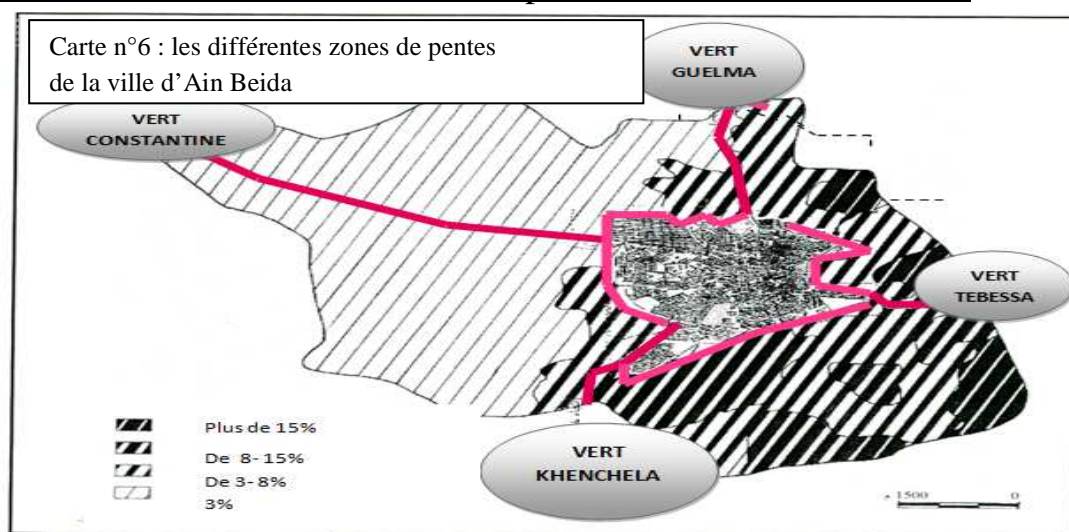 Carte n°6 : les différentes zones de pentes
de la ville d'Ain Beida
VERT
GUELMA
VERT
CONSTANTINE
VERT
TEBESSA
VERT
KHENCHELA
Plus de 15%
De 8-15%
De 3-8%
3%
1500 0